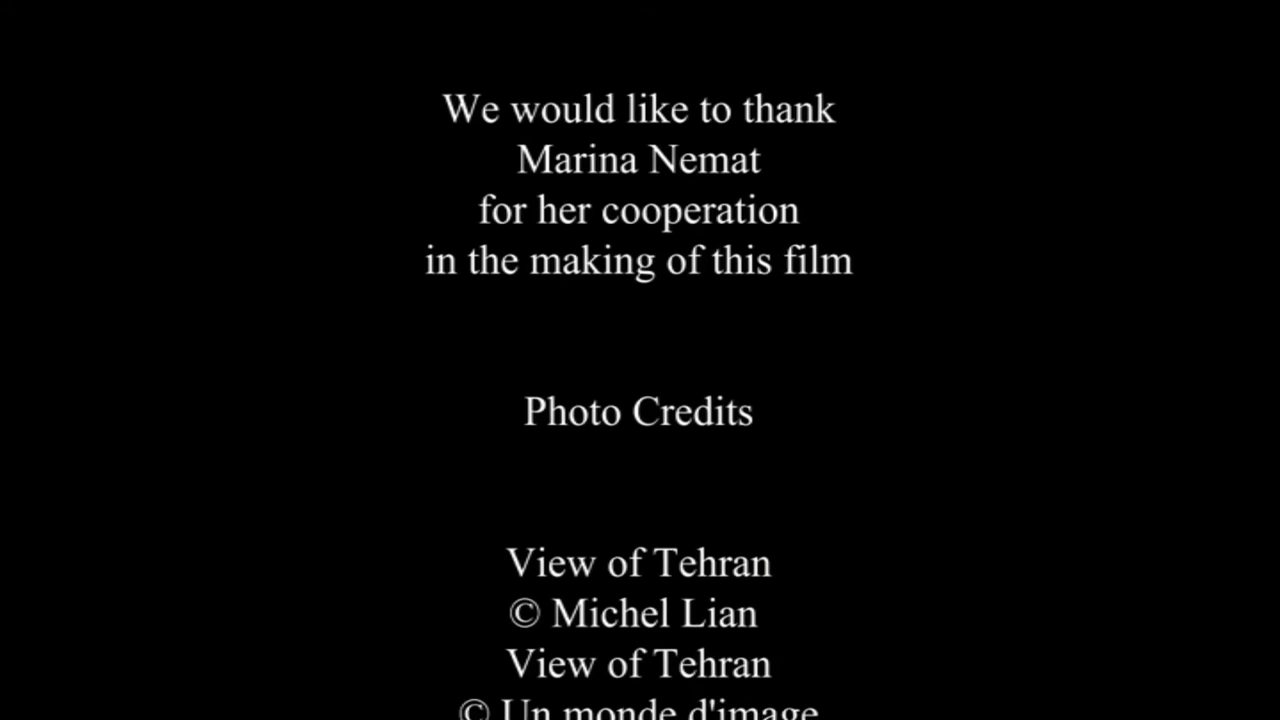 We would like to thank
Marina Nemat
for her cooperation
in the making of this film
Photo Credits
View of Tehran
© Michel Lian
View of Tehran
© Un monde d'image